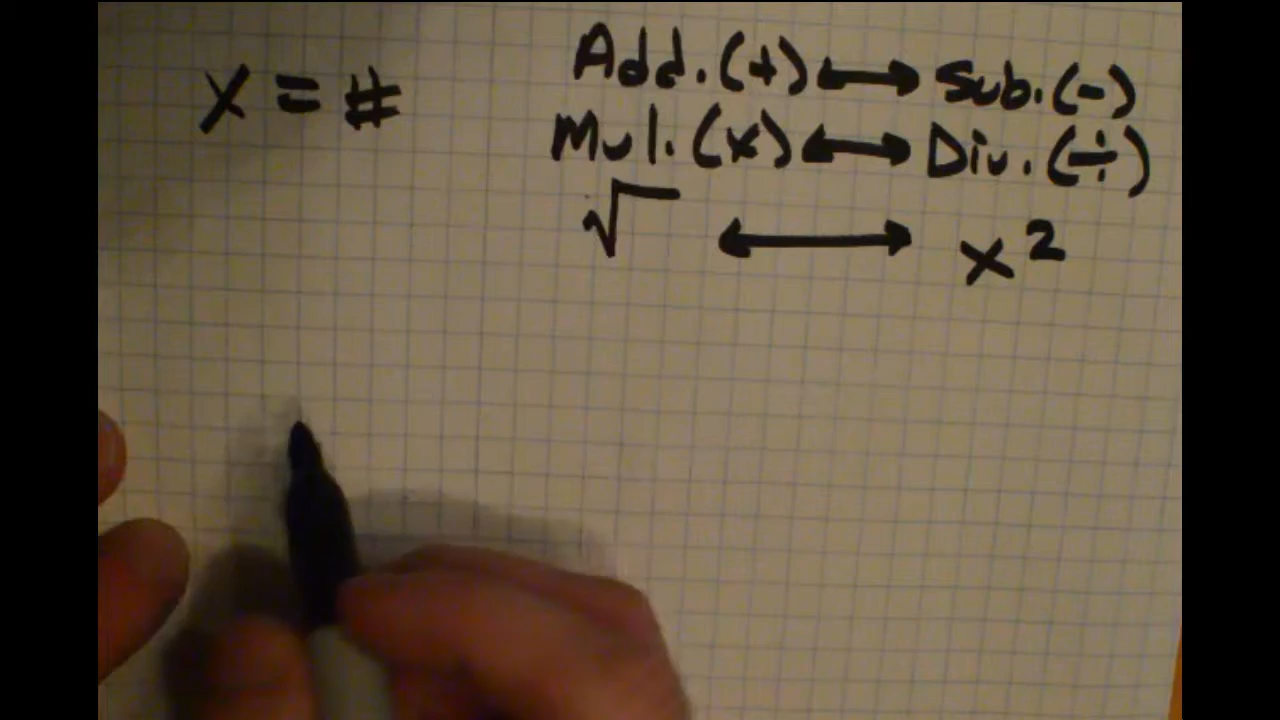 x = #
Add. (+) ↔ Sub. (-)
Mul. (x) ↔ Div. (÷)
√ ↔ x²